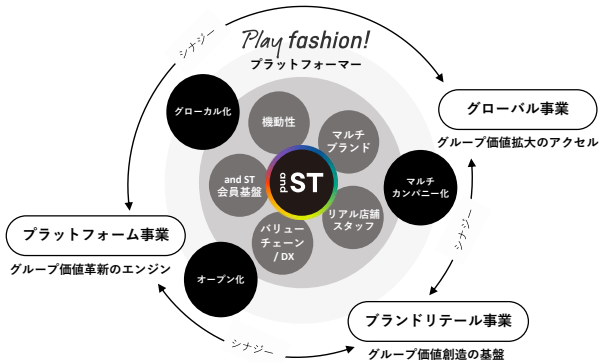 シナジー
Play fashion!
プラットフォーマー
グローカル化
機動性
マルチ
ブランド
グローバル事業
グループ価値拡大のアクセル
and ST
会員基盤
and ST
マルチ
カンパニー化
リアル店舗
スタッフ
バリュー
チェーン
/ DX
シナジー
プラットフォーム事業
グループ価値革新のエンジン
オープン化
ブランドリテール事業
グループ価値創造の基盤
シナジー